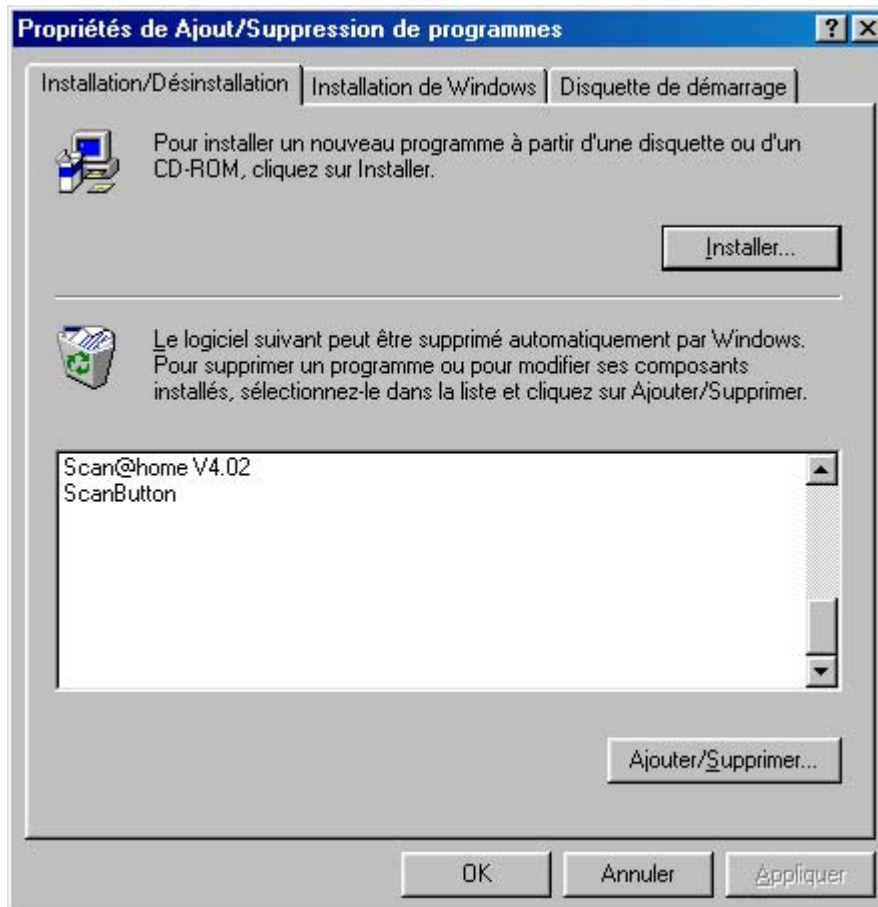 Propriétés de Ajout/Suppression de programmes
Installation/Désinstallation
Installation de Windows
Disquette de démarrage
Pour installer un nouveau programme à partir d'une disquette ou d'un
CD-ROM, cliquez sur Installer.
Installer...
Le logiciel suivant peut être supprimé automatiquement par Windows.
Pour supprimer un programme ou pour modifier ses composants
installés, sélectionnez-le dans la liste et cliquez sur Ajouter/Supprimer.
Scan@home V4.02
ScanButton
Ajouter/Supprimer...
OK
Annuler
Appliquer